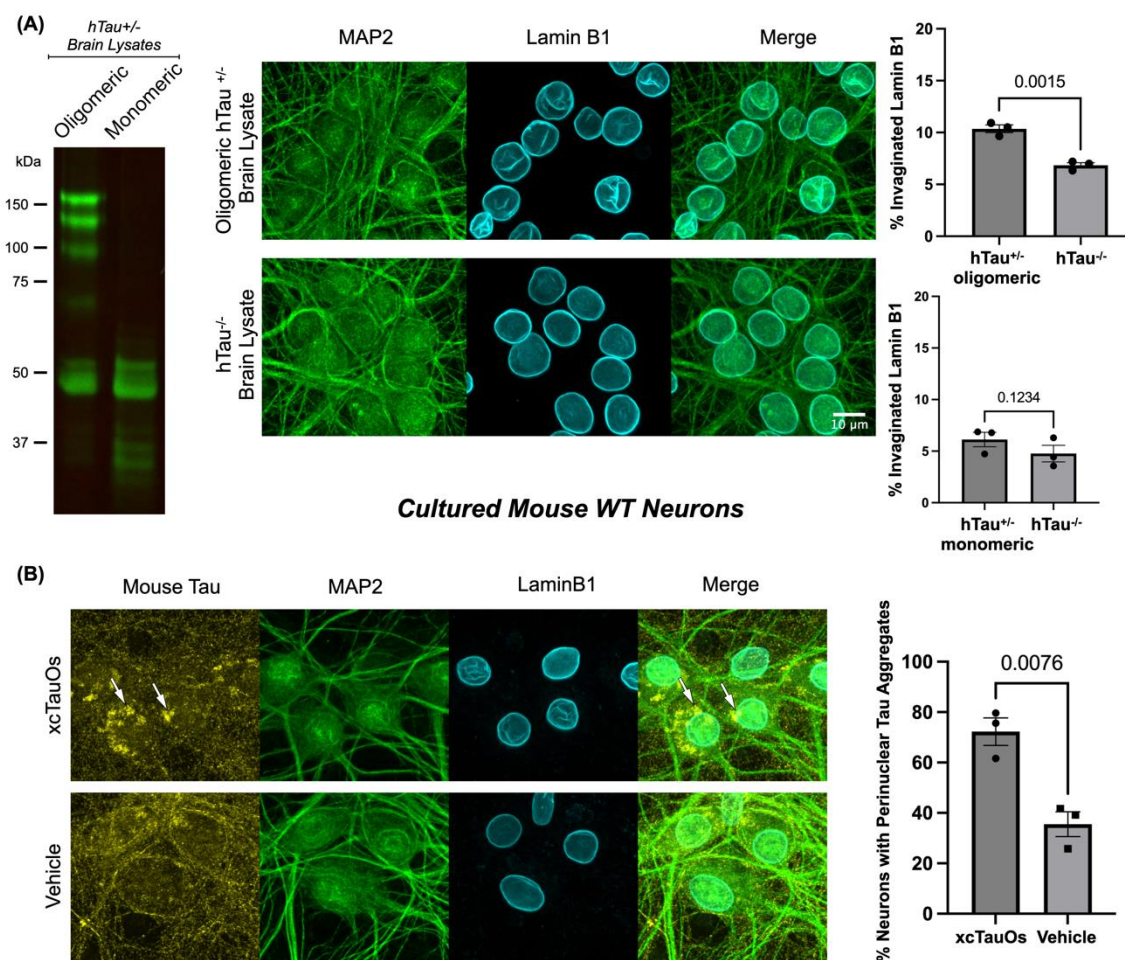 (A)
hTau+/-
Brain Lysates
Oligomeric
Monomeric
kDa
150
100
75
50
37
MAP2
Lamin B1
Merge
Oligomeric hTau +/-
Brain Lysate
hTau-/-
Brain Lysate
10 µm
% Invaginated Lamin B1
20
15
10
5
0
0.0015
hTau+/-
oligomeric
hTau-/-
% Invaginated Lamin B1
20
15
10
5
0
0.1234
hTau+/-
monomeric
hTau-/-
Cultured Mouse WT Neurons
(B)
Mouse Tau
MAP2
LaminB1
Merge
xcTauOs
Vehicle
% Neurons with Perinuclear Tau Aggregates
100
80
60
40
20
0
0.0076
xcTauOs
Vehicle